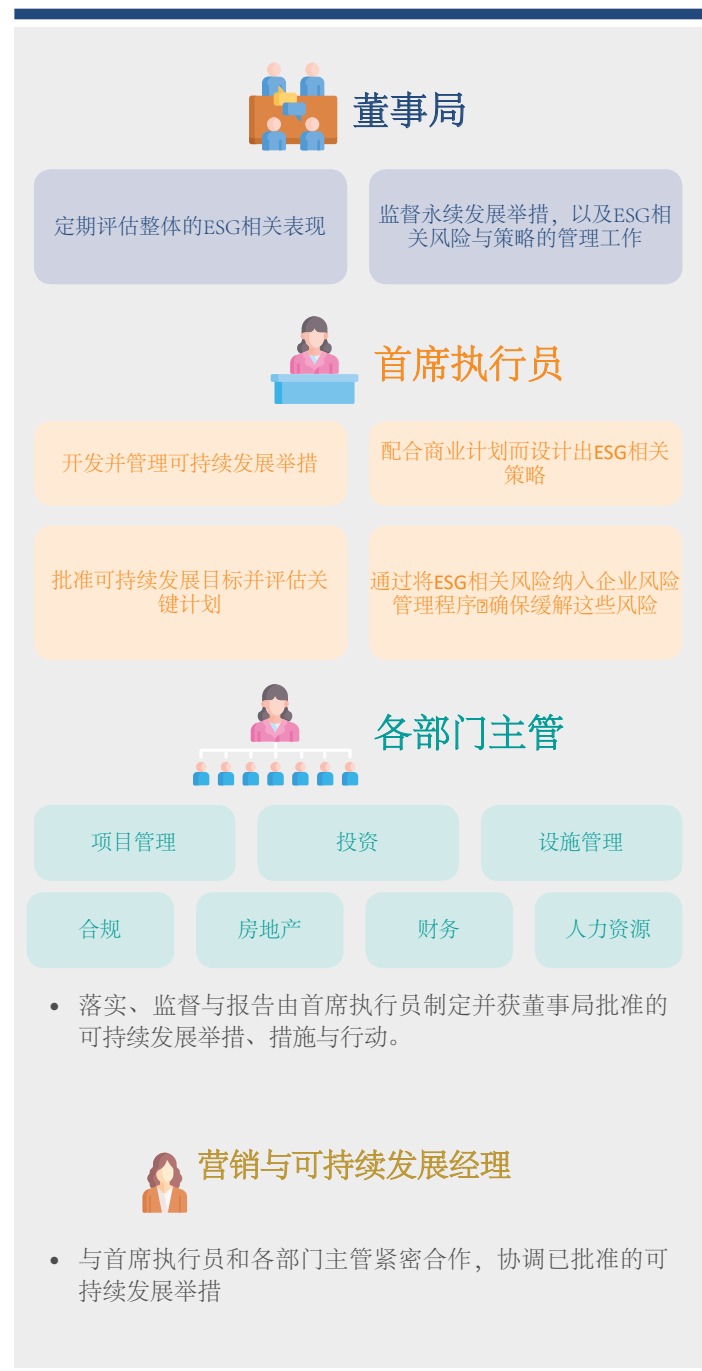 董事局
定期评估整体的ESG相关表现
监督永续发展举措，以及ESG相
关风险与策略的管理工作
首席执行员
开发并管理可持续发展举措
配合商业计划而设计出ESG相关
策略
批准可持续发展目标并评估关
键计划
通过将ESG相关风险纳入企业风险
管理程序确保缓解这些风险
各部门主管
项目管理
投资
设施管理
合规
房地产
财务
人力资源
• 落实、监督与报告由首席执行员制定并获董事局批准的
可持续发展举措、措施与行动。
营销与可持续发展经理
• 与首席执行员和各部门主管紧密合作，协调已批准的可
持续发展举措